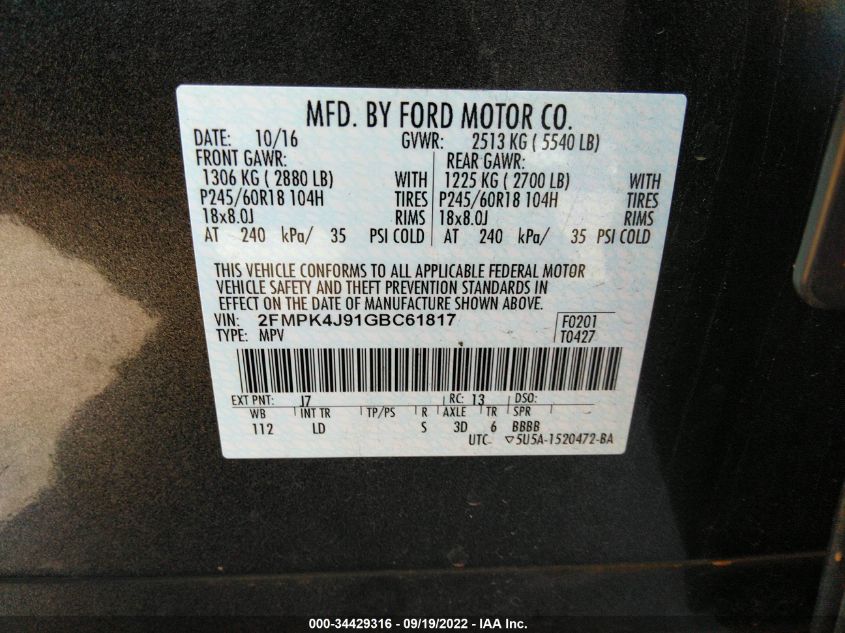 MFD. BY FORD MOTOR CO.
DATE: 10/16 GVWR: 2513 KG ( 5540 LB)
FRONT GAWR: REAR GAWR:
1306 KG ( 2880 LB) WITH 1225 KG ( 2700 LB) WITH
P245/60R18 104H TIRES P245/60R18 104H TIRES
18x8.0J RIMS 18x8.0J RIMS
AT 240 kPa/ 35 PSI COLD AT 240 kPa/ 35 PSI COLD
THIS VEHICLE CONFORMS TO ALL APPLICABLE FEDERAL MOTOR
VEHICLE SAFETY AND THEFT PREVENTION STANDARDS IN
EFFECT ON THE DATE OF MANUFACTURE SHOWN ABOVE.
VIN: 2FMPK4J91GBC61817 F0201
TYPE: MPV T0427
EXT PNT: J7 RC: 13 DSO:
WB INT TR TP/PS R AXLE TR SPR
112 LD S 3D 6 BBBB
UTC- ▽5U5A-1520472-BA
000-34429316 - 09/19/2022 - IAA Inc.